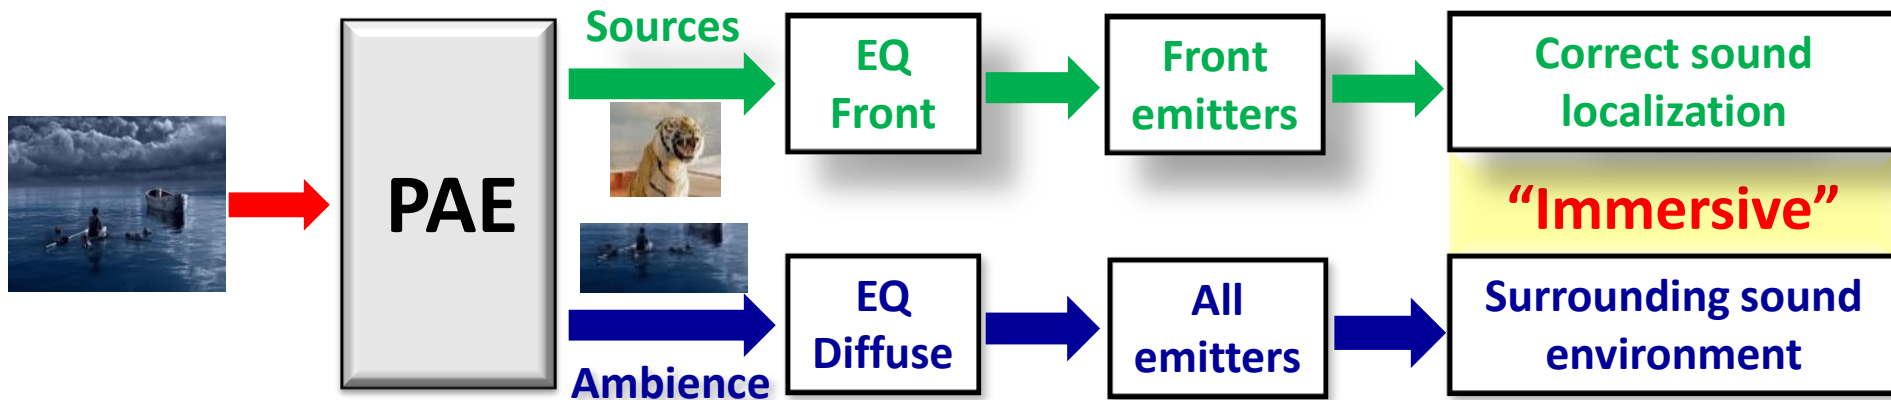 PAE
Sources
EQ
Front
Front
emitters
Correct sound
localization
“Immersive”
Ambience
EQ
Diffuse
All
emitters
Surrounding sound
environment